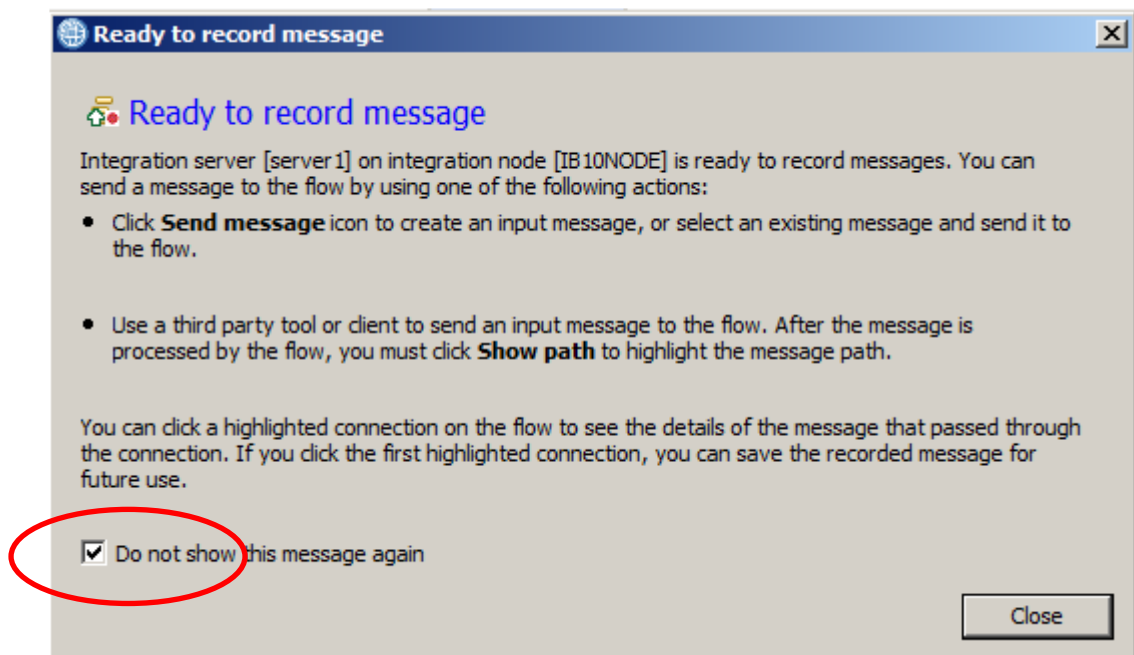 Ready to record message
Ready to record message
Integration server [server1] on integration node [IB10NODE] is ready to record messages. You can
send a message to the flow by using one of the following actions:
• Click Send message icon to create an input message, or select an existing message and send it to
the flow.
• Use a third party tool or client to send an input message to the flow. After the message is
processed by the flow, you must click Show path to highlight the message path.
You can click a highlighted connection on the flow to see the details of the message that passed through
the connection. If you click the first highlighted connection, you can save the recorded message for
future use.
Do not show this message again
Close